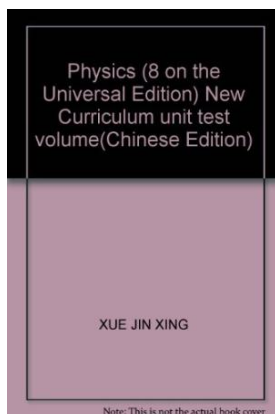 Physics (8 on the
Universal Edition) New
Curriculum unit test
volume(Chinese Edition)
XUE JIN XING
Note: This is not the actual book cover